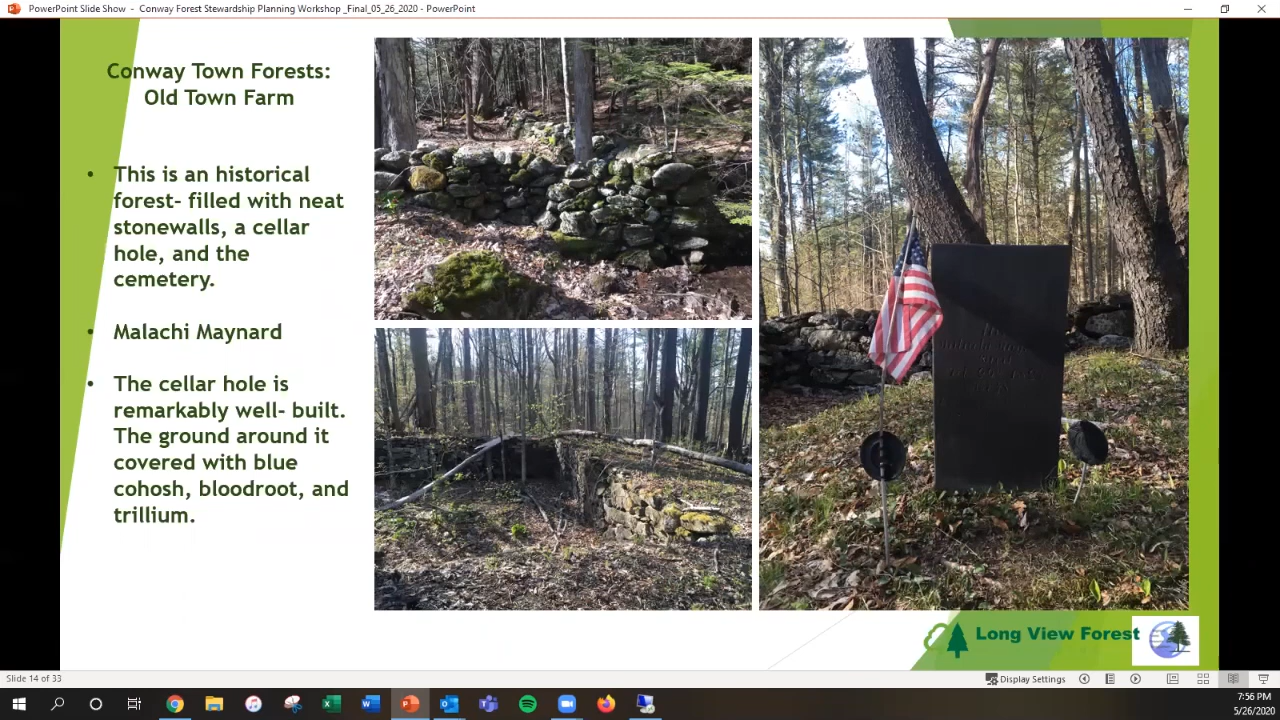 PowerPoint Slide Show - Conway Forest Stewardship Planning Workshop _Final_05_26_2020 - PowerPoint
Conway Town Forests:
Old Town Farm
• This is an historical
forest- filled with neat
stonewalls, a cellar
hole, and the
cemetery.
• Malachi Maynard
• The cellar hole is
remarkably well- built.
The ground around it
covered with blue
cohosh, bloodroot, and
trillium.
Long View Forest
Slide 14 of 33
Display Settings
7:56 PM
5/26/2020